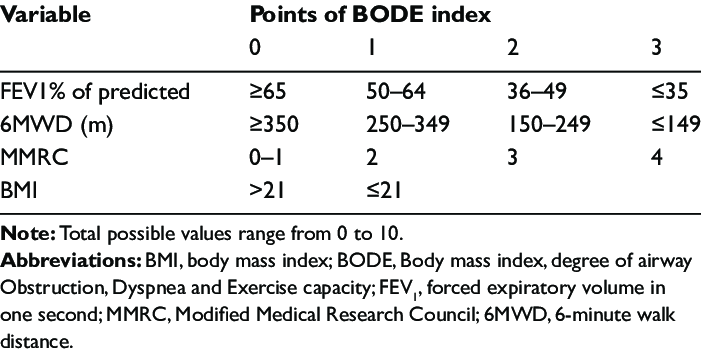 Variable Points of BODE index
0 1 2 3
FEV1% of predicted ≥65 50–64 36–49 ≤35
6MWD (m) ≥350 250–349 150–249 ≤149
MMRC 0–1 2 3 4
BMI >21 ≤21
Note: Total possible values range from 0 to 10.
Abbreviations: BMI, body mass index; BODE, Body mass index, degree of airway
Obstruction, Dyspnea and Exercise capacity; FEV₁, forced expiratory volume in
one second; MMRC, Modified Medical Research Council; 6MWD, 6-minute walk
distance.